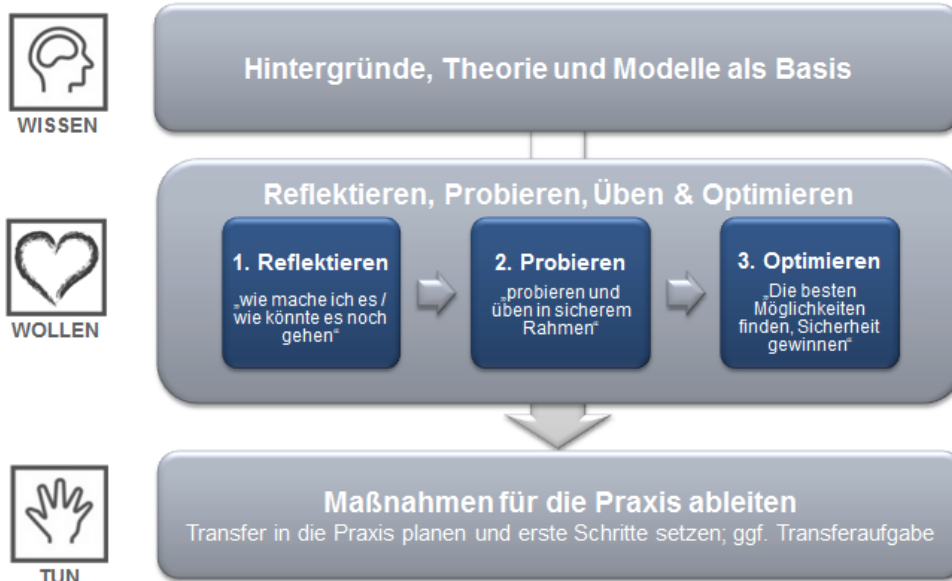 Hintergründe, Theorie und Modelle als Basis
WISSEN
Reflektieren, Probieren, Üben & Optimieren
1. Reflektieren
„wie mache ich es /
wie könnte es noch
gehen“
2. Probieren
„probieren und
üben in sicherem
Rahmen“
3. Optimieren
„Die besten
Möglichkeiten
finden, Sicherheit
gewinnen“
WOLLEN
Maßnahmen für die Praxis ableiten
Transfer in die Praxis planen und erste Schritte setzen; ggf. Transferaufgabe
TUN